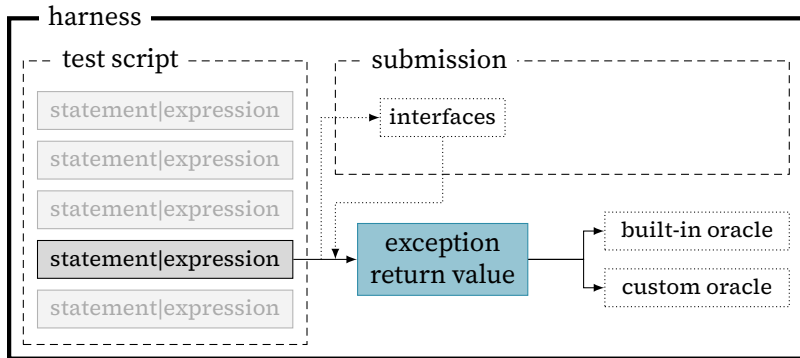 harness
test script
submission
statement|expression
interfaces
statement|expression
statement|expression
exception
return value
built-in oracle
statement|expression
custom oracle
statement|expression